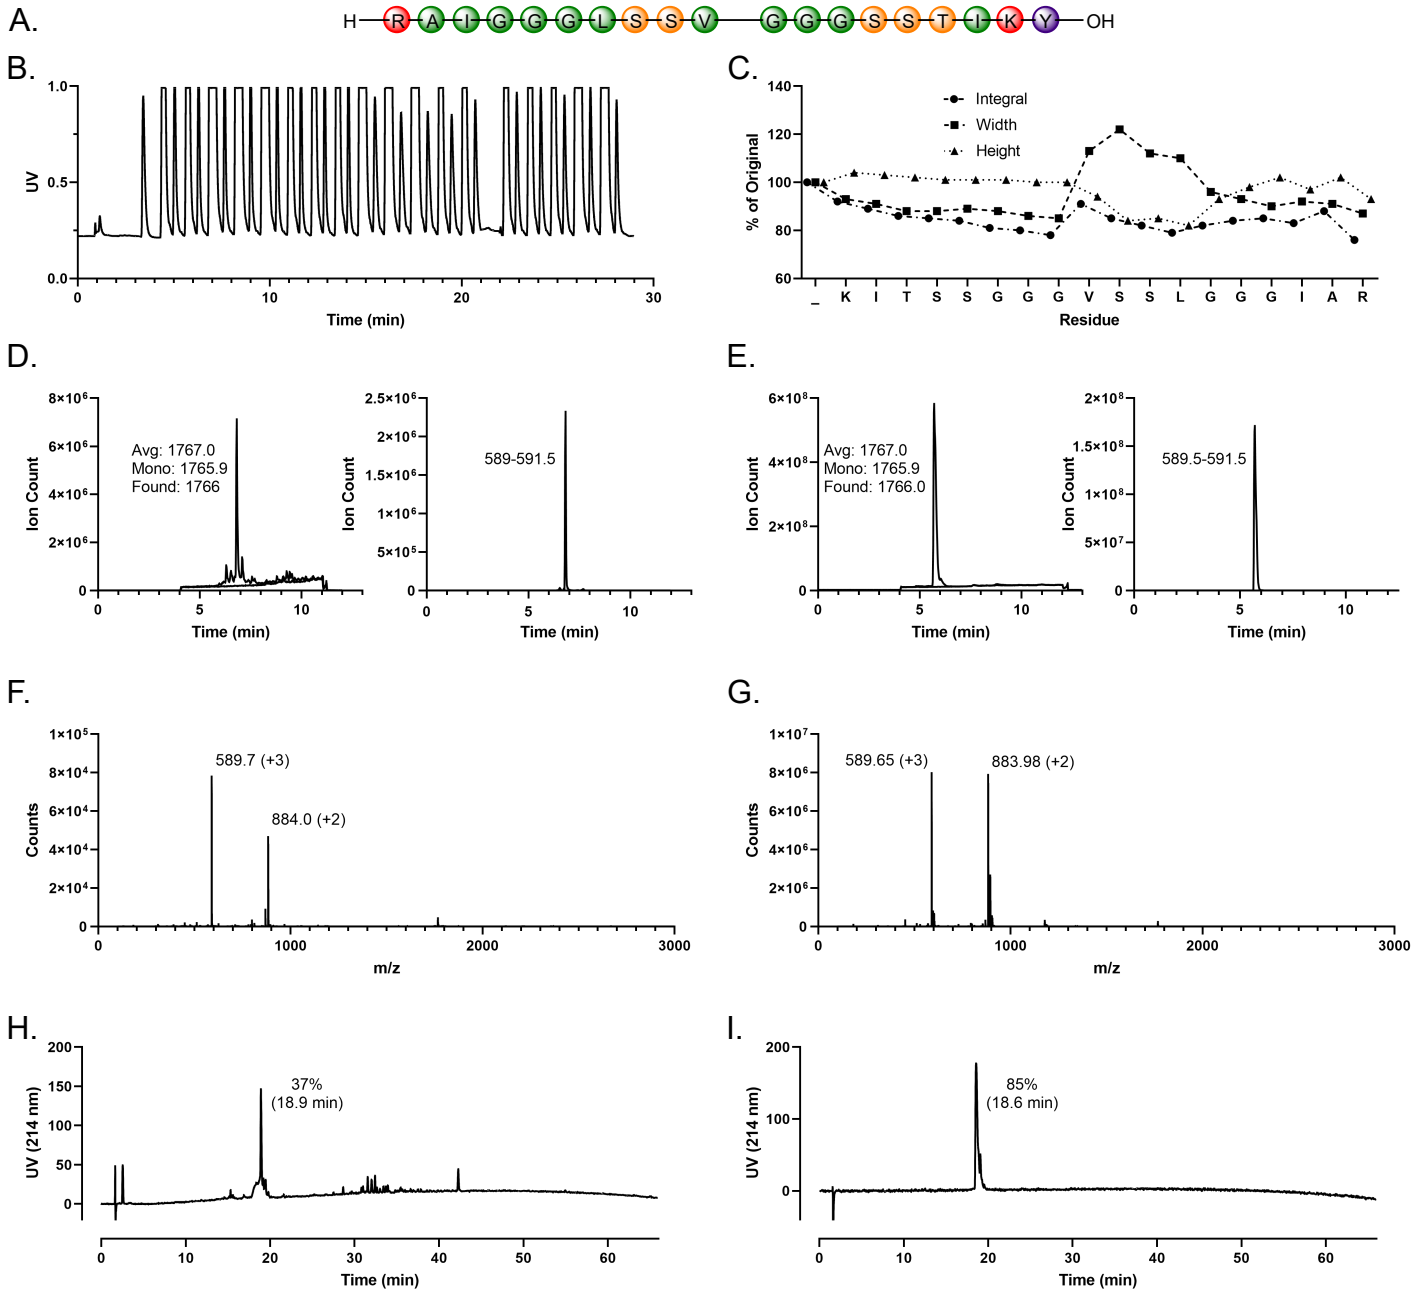 A.
H R A I G G G L S S V G G G S S T I K Y OH
B.
1.0
0.5
0.0
UV
0 10 20 30
Time (min)
C.
140
120
100
80
60
% of Original
Integral
Width
Height
_ K I T S S G G G V S S L G G G I A R
Residue
D.
8×10⁶
6×10⁶
4×10⁶
2×10⁶
0
Ion Count
Avg: 1767.0
Mono: 1765.9
Found: 1766
0 5 10
Time (min)
2.5×10⁶
2×10⁶
1.5×10⁶
1×10⁶
5×10⁵
0
Ion Count
589-591.5
0 5 10
Time (min)
E.
6×10⁸
4×10⁸
2×10⁸
0
Ion Count
Avg: 1767.0
Mono: 1765.9
Found: 1766.0
0 5 10
Time (min)
2×10⁸
1.5×10⁸
1×10⁸
5×10⁷
0
Ion Count
589.5-591.5
0 5 10
Time (min)
F.
1×10⁵
8×10⁴
6×10⁴
4×10⁴
2×10⁴
0
Counts
589.7 (+3)
884.0 (+2)
0 1000 2000 3000
m/z
G.
1×10⁷
8×10⁶
6×10⁶
4×10⁶
2×10⁶
0
Counts
589.65 (+3)
883.98 (+2)
0 1000 2000 3000
m/z
H.
200
150
100
50
0
UV (214 nm)
37%
(18.9 min)
0 10 20 30 40 50 60
Time (min)
I.
200
100
0
UV (214 nm)
85%
(18.6 min)
0 10 20 30 40 50 60
Time (min)